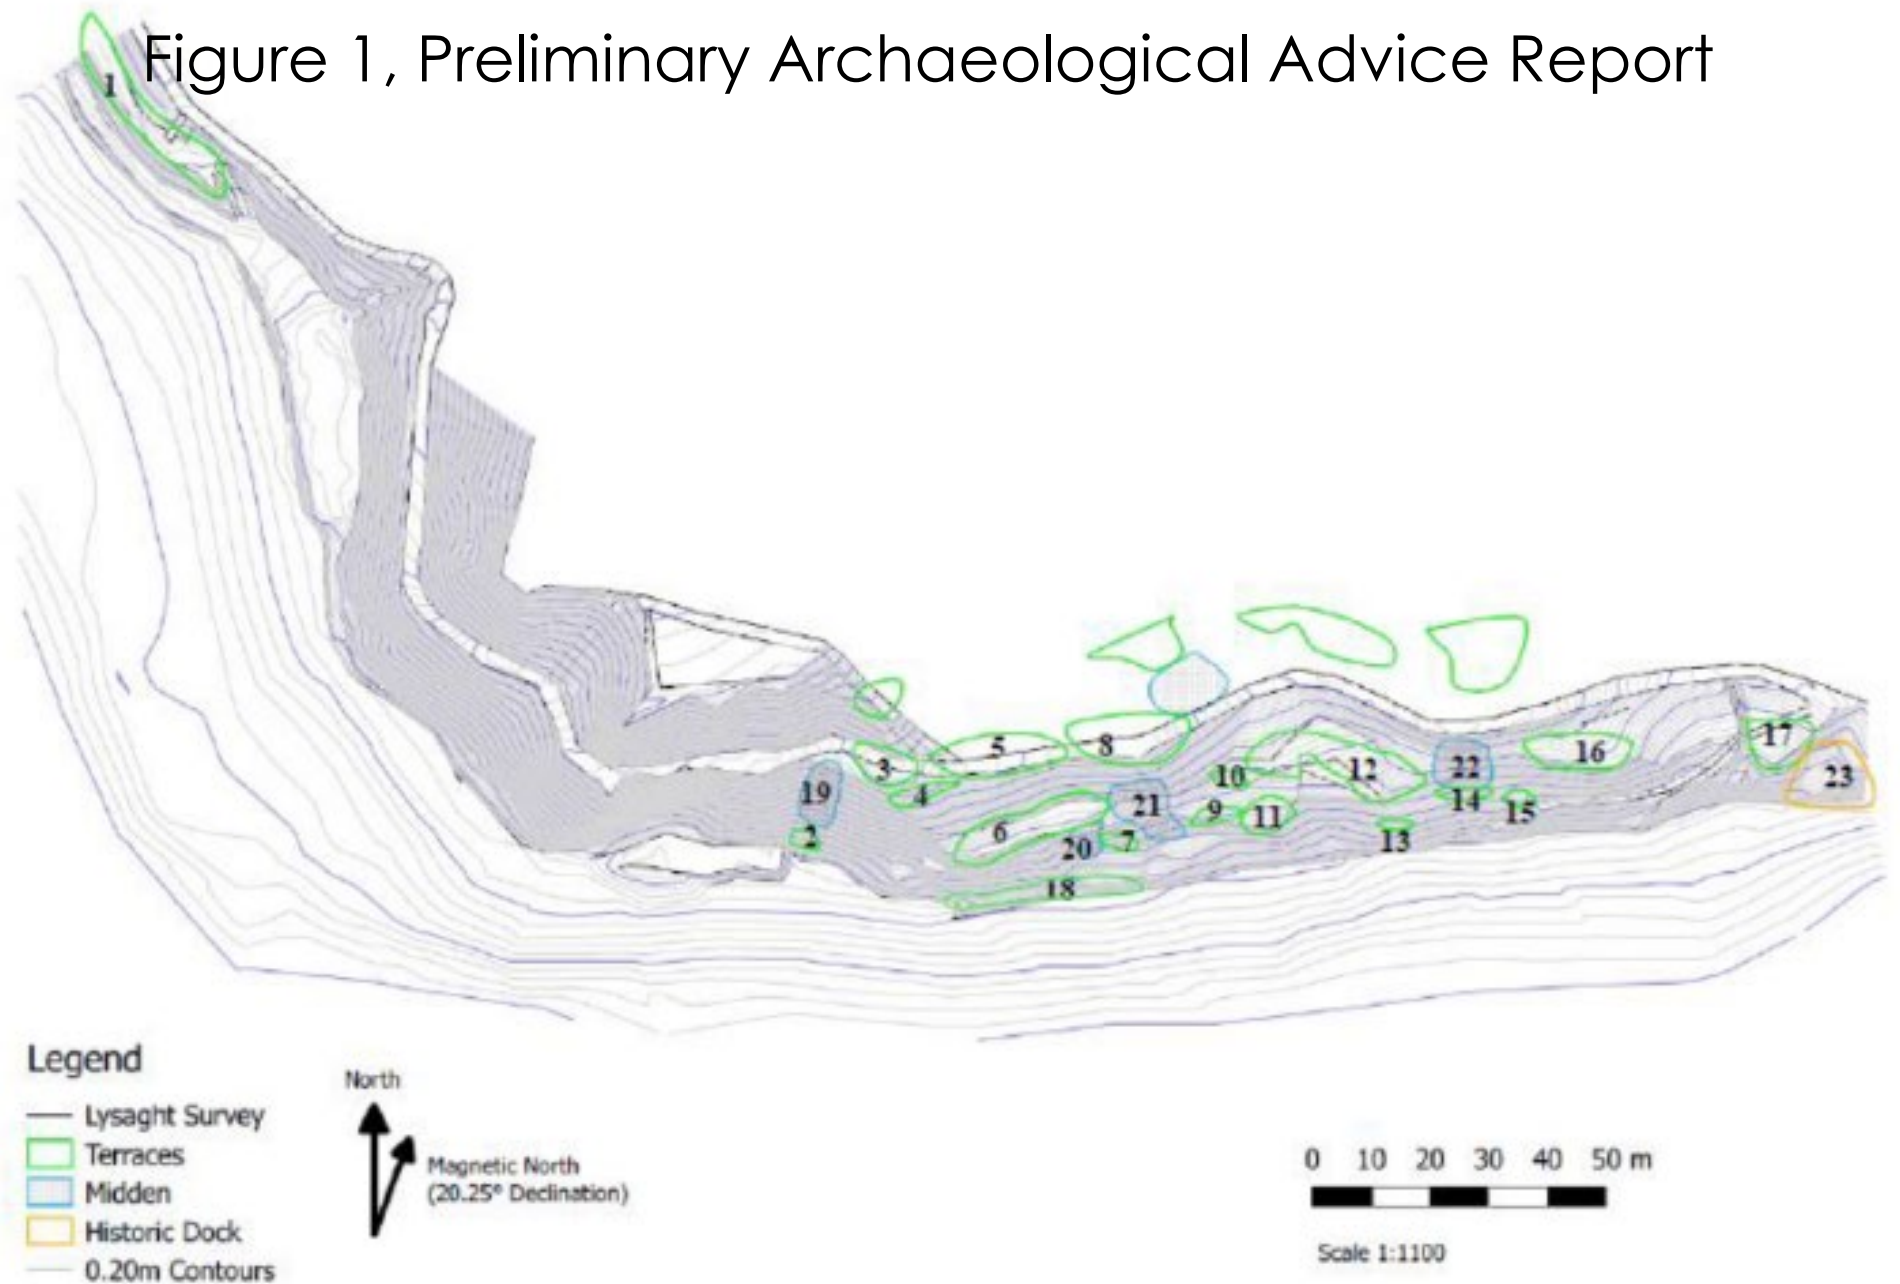 Figure 1, Preliminary Archaeological Advice Report
1
5
8
3
4
19
2
6
20
7
21
18
10
9
11
12
13
22
14
15
16
17
23
Legend
Lysaght Survey
Terraces
Midden
Historic Dock
0.20m Contours
North
Magnetic North
(20.25° Declination)
0 10 20 30 40 50 m
Scale 1:1100